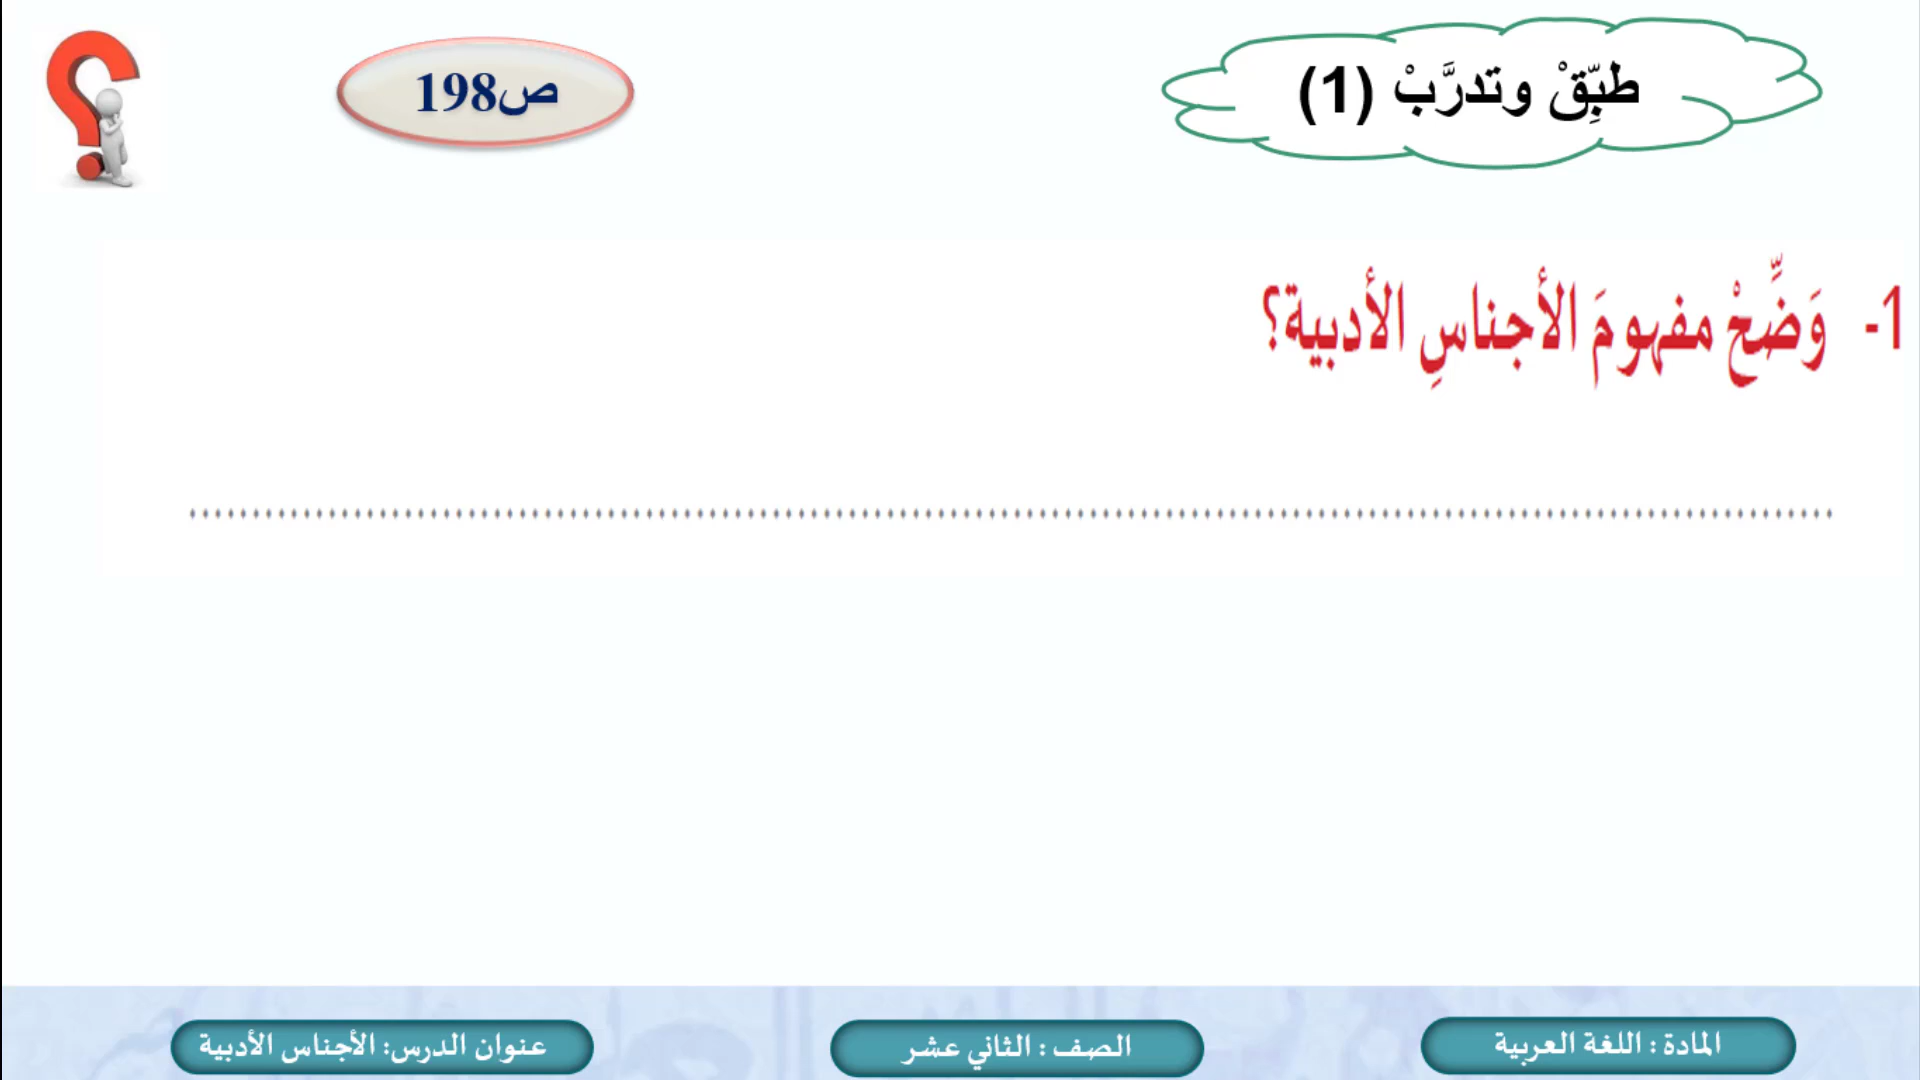 طبِّقْ وتدرَّبْ (1)
ص198
1- وَضِّحْ مفهومَ الأجناسِ الأدبية؟
المادة : اللغة العربية
الصف : الثاني عشر
عنوان الدرس: الأجناس الأدبية